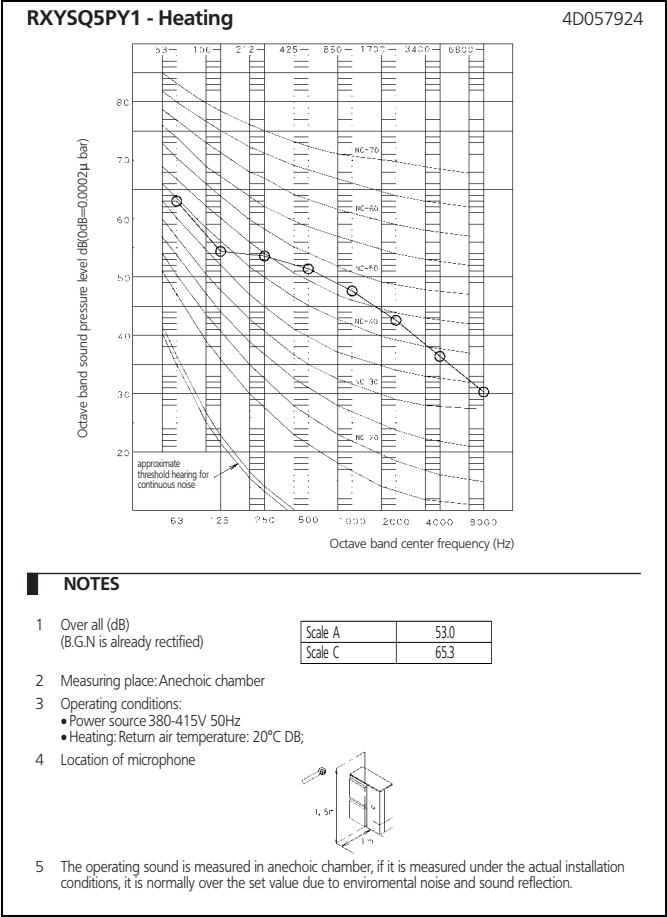 RXYSQ5PY1 - Heating 4D057924
53 106 212 425 850 1700 3400 6800
80
70
60
50
40
30
20
NC-70
NC-60
NC-50
NC-40
NC-30
NC-20
Octave band sound pressure level dB(0dB=0.0002µ bar)
approximate
threshold hearing for
continuous noise
63 125 250 500 1000 2000 4000 8000
Octave band center frequency (Hz)
NOTES
1 Over all (dB)
(B.G.N is already rectified)
Scale A 53.0
Scale C 65.3
2 Measuring place: Anechoic chamber
3 Operating conditions:
• Power source 380-415V 50Hz
• Heating: Return air temperature: 20°C DB;
4 Location of microphone
1,5m
1m
5 The operating sound is measured in anechoic chamber, if it is measured under the actual installation
conditions, it is normally over the set value due to enviromental noise and sound reflection.